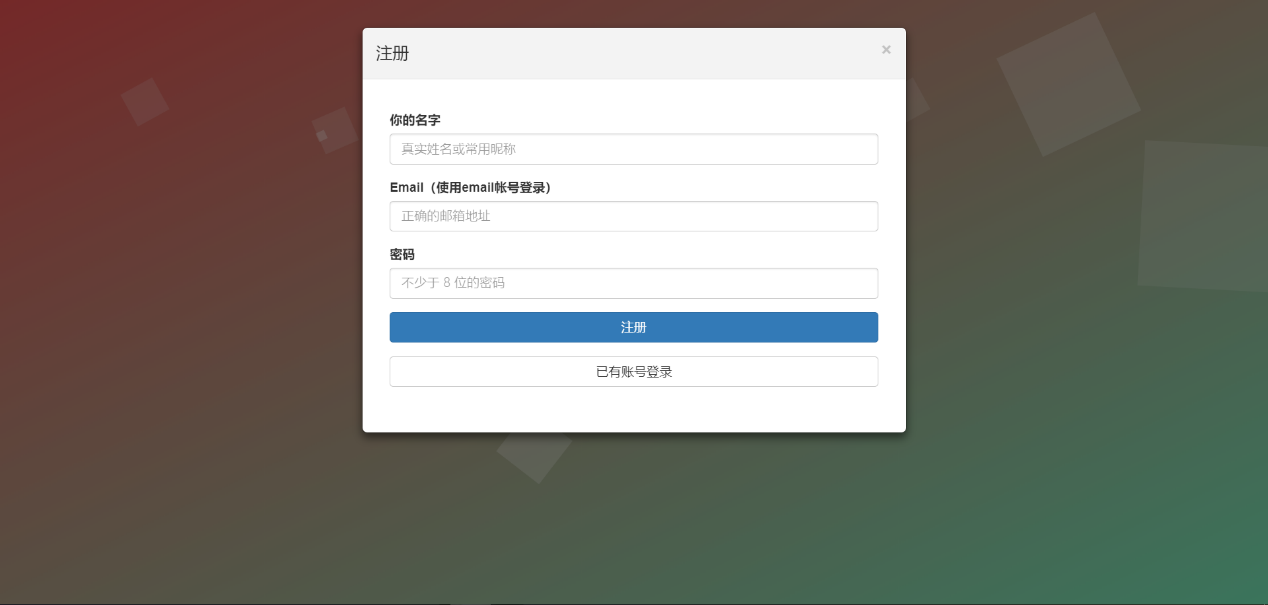 注册
×
你的名字
真实姓名或常用昵称
Email（使用email帐号登录）
正确的邮箱地址
密码
不少于 8 位的密码
注册
已有账号登录